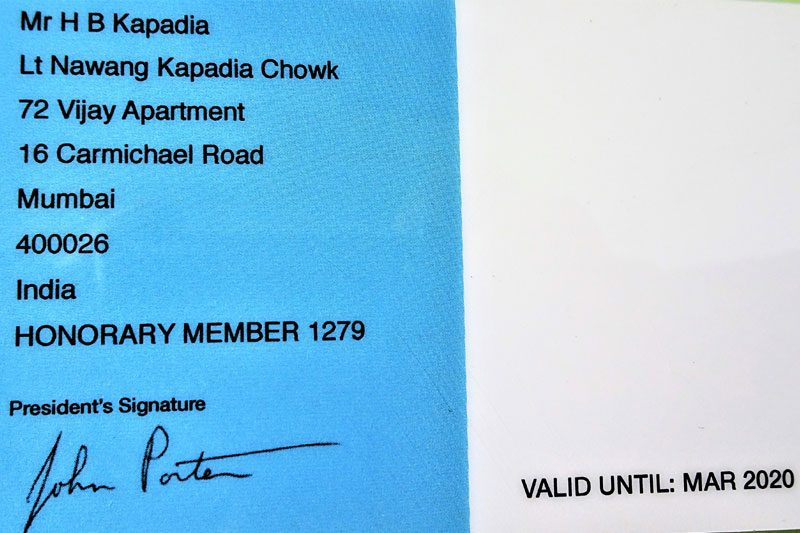 Mr H B Kapadia
Lt Nawang Kapadia Chowk
72 Vijay Apartment
16 Carmichael Road
Mumbai
400026
India
HONORARY MEMBER 1279
President's Signature
John Porter
VALID UNTIL: MAR 2020